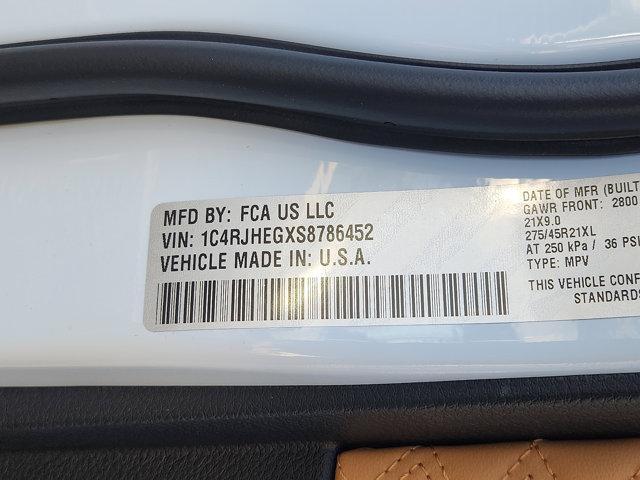 MFD BY: FCA US LLC
VIN: 1C4RJHEGXS8786452
VEHICLE MADE IN: U.S.A.
DATE OF MFR (BUILT
GAWR FRONT: 2800
21X9.0
275/45R21XL
AT 250 kPa / 36 PSI
TYPE: MPV
THIS VEHICLE CONF
STANDARDS